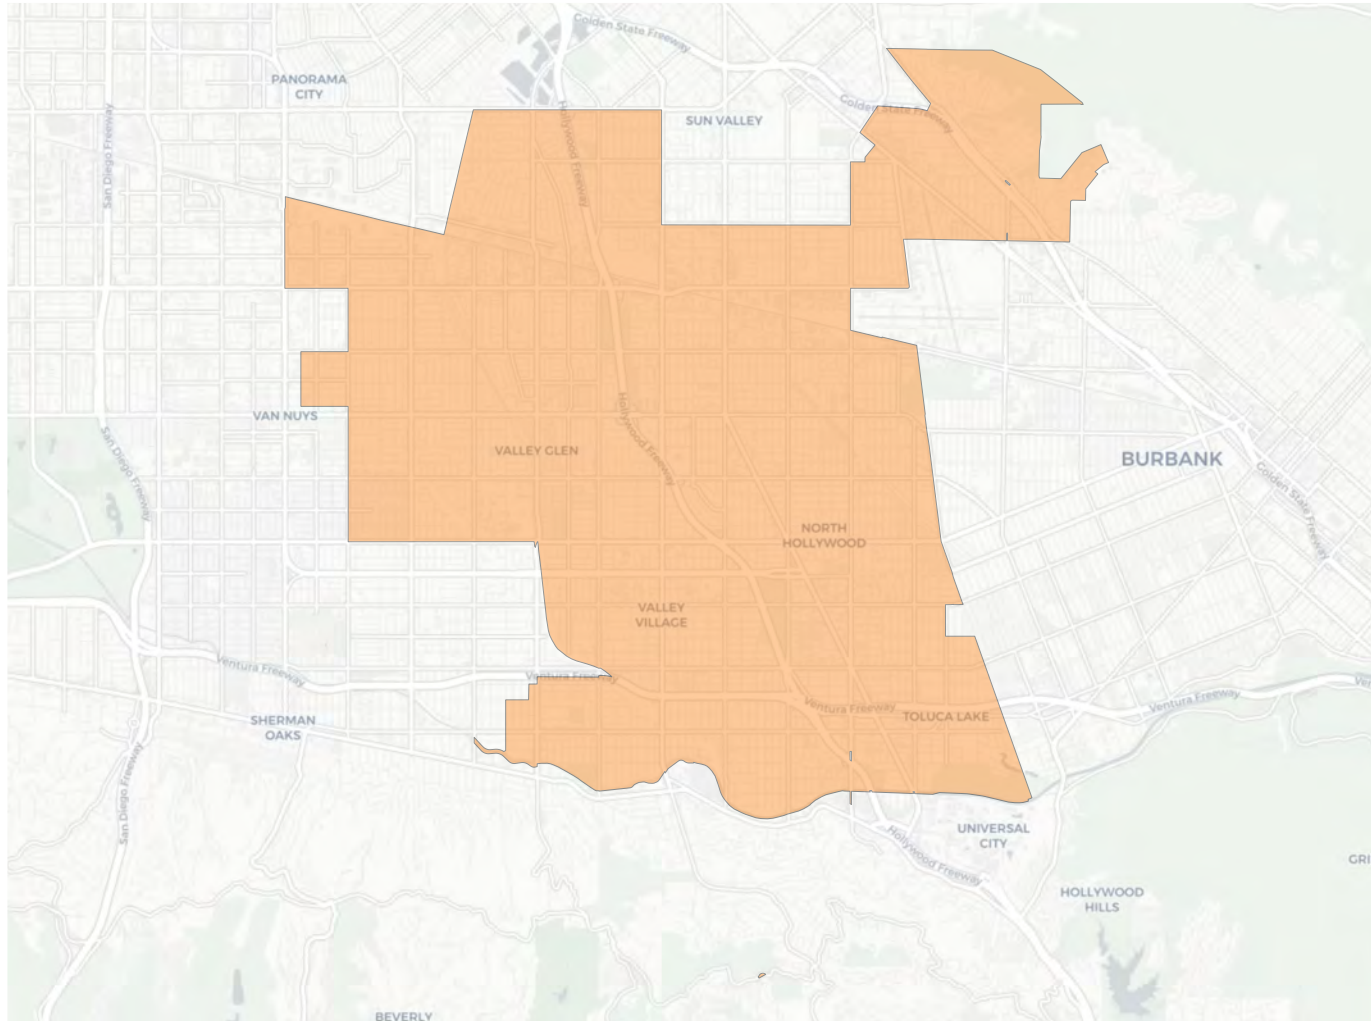 Golden State Freeway
PANORAMA
CITY
San Diego Freeway
Hollywood Freeway
SUN VALLEY
Golden State Freeway
VAN NUYS
San Diego Freeway
VALLEY GLEN
Hollywood Freeway
BURBANK
Golden State Freeway
NORTH
HOLLYWOOD
VALLEY
VILLAGE
Ventura Freeway
Ventura Freeway
Ventura Freeway
TOLUCA LAKE
Ventura Freeway
SHERMAN
OAKS
San Diego Freeway
UNIVERSAL
CITY
Hollywood Freeway
GRI
HOLLYWOOD
HILLS
BEVERLY